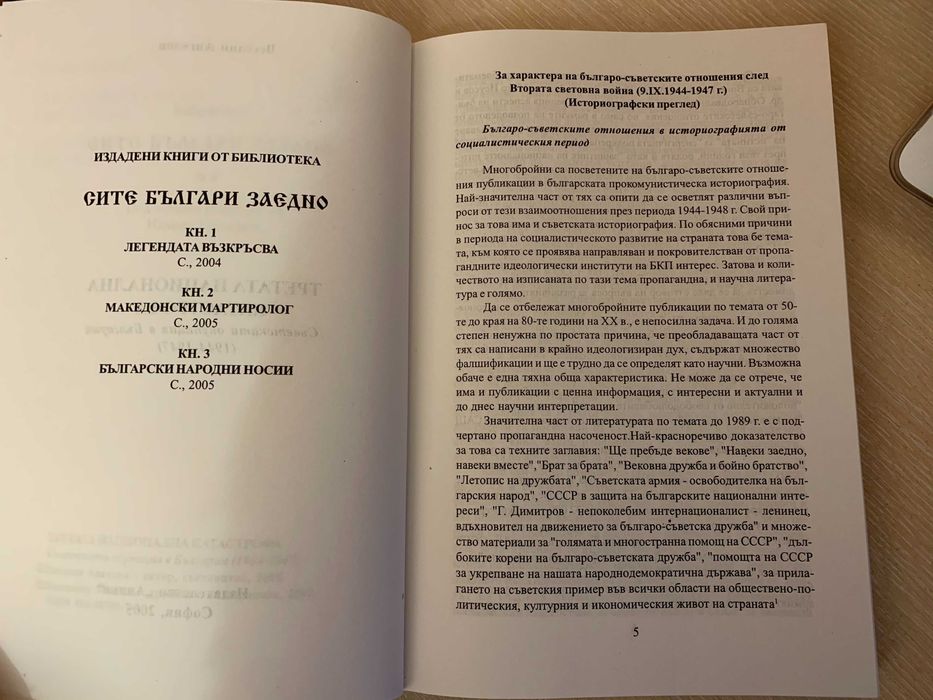 ИЗДАДЕНИ КНИГИ ОТ БИБЛИОТЕКА
СИТЕ БЪЛГАРИ ЗАЕДНО
КН. 1
ЛЕГЕНДАТА ВЪЗКРЪСВА
С., 2004
КН. 2
МАКЕДОНСКИ МАРТИРОЛОГ
С., 2005
КН. 3
БЪЛГАРСКИ НАРОДНИ НОСИИ
С., 2005
За характера на българо-съветските отношения след
Втората световна война (9.IX.1944-1947 г.)
(Историографски преглед)
Българо-съветските отношения в историографията от
социалистическия период
Многобройни са посветените на българо-съветските отноше-
ния публикации в българската прокомунистическа историография.
Най-значителна част от тях са опити да се осветлят различни въп-
роси от тези взаимоотношения през периода 1944-1948 г. Свой при-
нос за това има и съветската историография. По обясними причини
в периода на социалистическото развитие на страната това бе тема-
та, към която се проявява направляван и покровителстван от пропа-
гандните идеологически институти на БКП интерес. Затова и коли-
чеството на изписаната по тази тема пропагандна, и научна литера-
тура е голямо.
Да се отбележат многобройните публикации по темата от 50-
те до края на 80-те години на XX в., е непосилна задача. И до голяма
степен ненужна по простата причина, че преобладаващата част от
тях са написани в крайно идеологизиран дух, съдържат множество
фалшификации и ще е трудно да се определят като научни. Възможна
обаче е една тяхна обща характеристика. Не може да се отрече, че
има и публикации с ценна информация, с интересни и актуални и
до днес научни интерпретации.
Значителна част от литературата по темата до 1989 г. е с под-
чертано пропагандна насоченост.Най-красноречиво доказателство
за това са техните заглавия: "Ще пребъде векове", "Навеки заедно,
навеки вместе","Брат за брата", "Вековна дружба и бойно братство",
"Летопис на дружбата", "Съветската армия - освободителка на бъл-
гарския народ", "СССР в защита на българските национални инте-
реси", "Г. Димитров - непоколебим интернационалист - ленинец,
вдъхновител на движението за българо-съветска дружба" и множе-
ство материали за "голямата и многостранна помощ на СССР", "дъл-
боките корени на българо-съветската дружба", "помощта на СССР
за укрепване на нашата народнодемократична държава", за прила-
гането на съветския пример във всички области на обществено-по-
литическия, културния и икономическия живот на страната¹
5